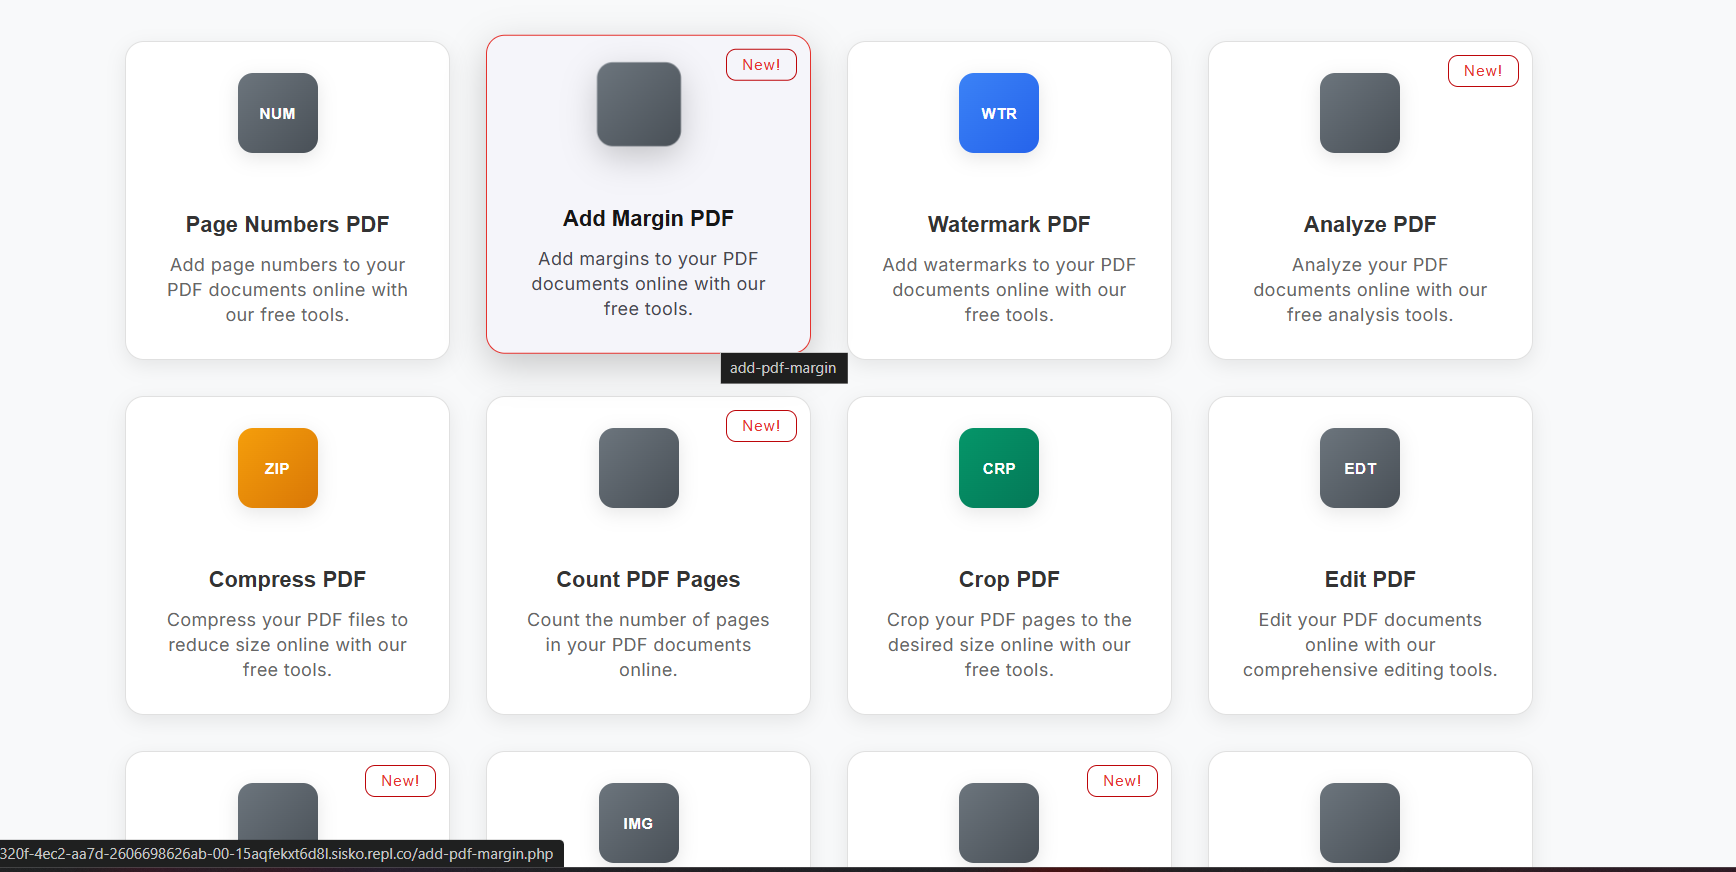 NUM
Page Numbers PDF
Add page numbers to your
PDF documents online with
our free tools.
New!
Add Margin PDF
Add margins to your PDF
documents online with our
free tools.
WTR
Watermark PDF
Add watermarks to your PDF
documents online with our
free tools.
New!
Analyze PDF
Analyze your PDF
documents online with our
free analysis tools.
add-pdf-margin
ZIP
Compress PDF
Compress your PDF files to
reduce size online with our
free tools.
New!
Count PDF Pages
Count the number of pages
in your PDF documents
online.
CRP
Crop PDF
Crop your PDF pages to the
desired size online with our
free tools.
EDT
Edit PDF
Edit your PDF documents
online with our
comprehensive editing tools.
New!
IMG
New!
320f-4ec2-aa7d-2606698626ab-00-15aqfekxt6d8l.sisko.repl.co/add-pdf-margin.php